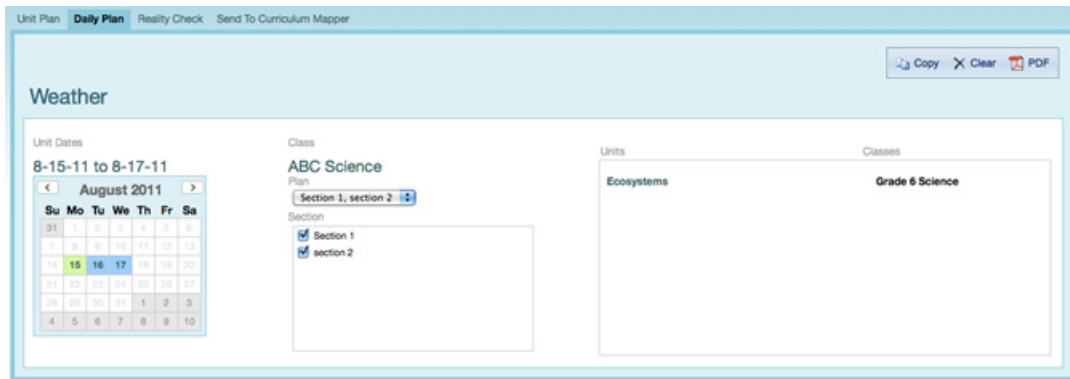 Unit Plan Daily Plan Reality Check Send To Curriculum Mapper
Copy Clear PDF
Weather
Unit Dates
8-15-11 to 8-17-11
< August 2011 >
Su Mo Tu We Th Fr Sa
31 1 2 3 4 5 6
7 8 9 10 11 12 13
14 15 16 17 18 19 20
21 22 23 24 25 26 27
28 29 30 31 1 2 3
4 5 6 7 8 9 10
Class
ABC Science
Plan
Section 1, section 2
Section
Section 1
section 2
Units Classes
Ecosystems Grade 6 Science